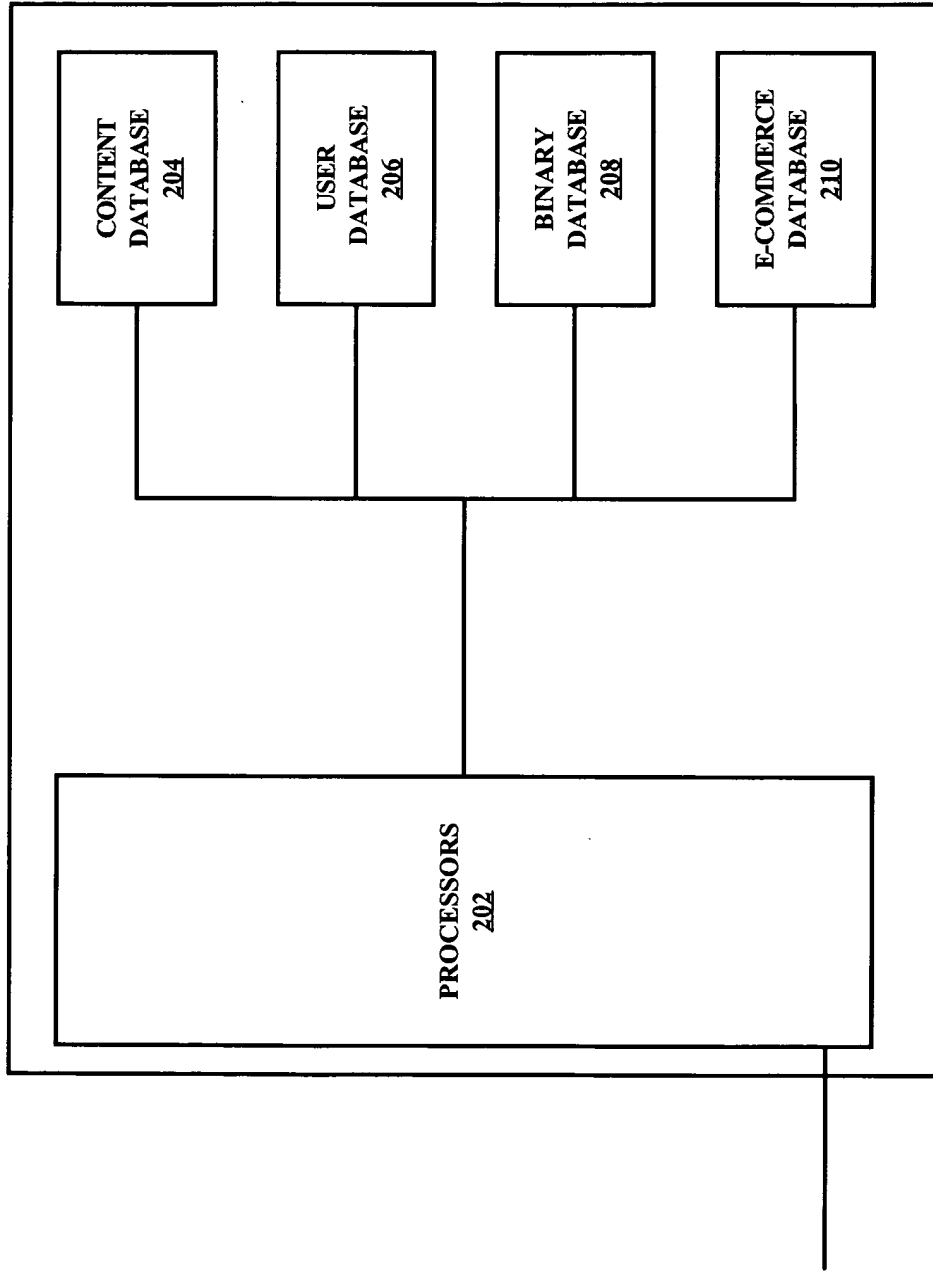 PROCESSORS
202
CONTENT
DATABASE
204
USER
DATABASE
206
BINARY
DATABASE
208
E-COMMERCE
DATABASE
210